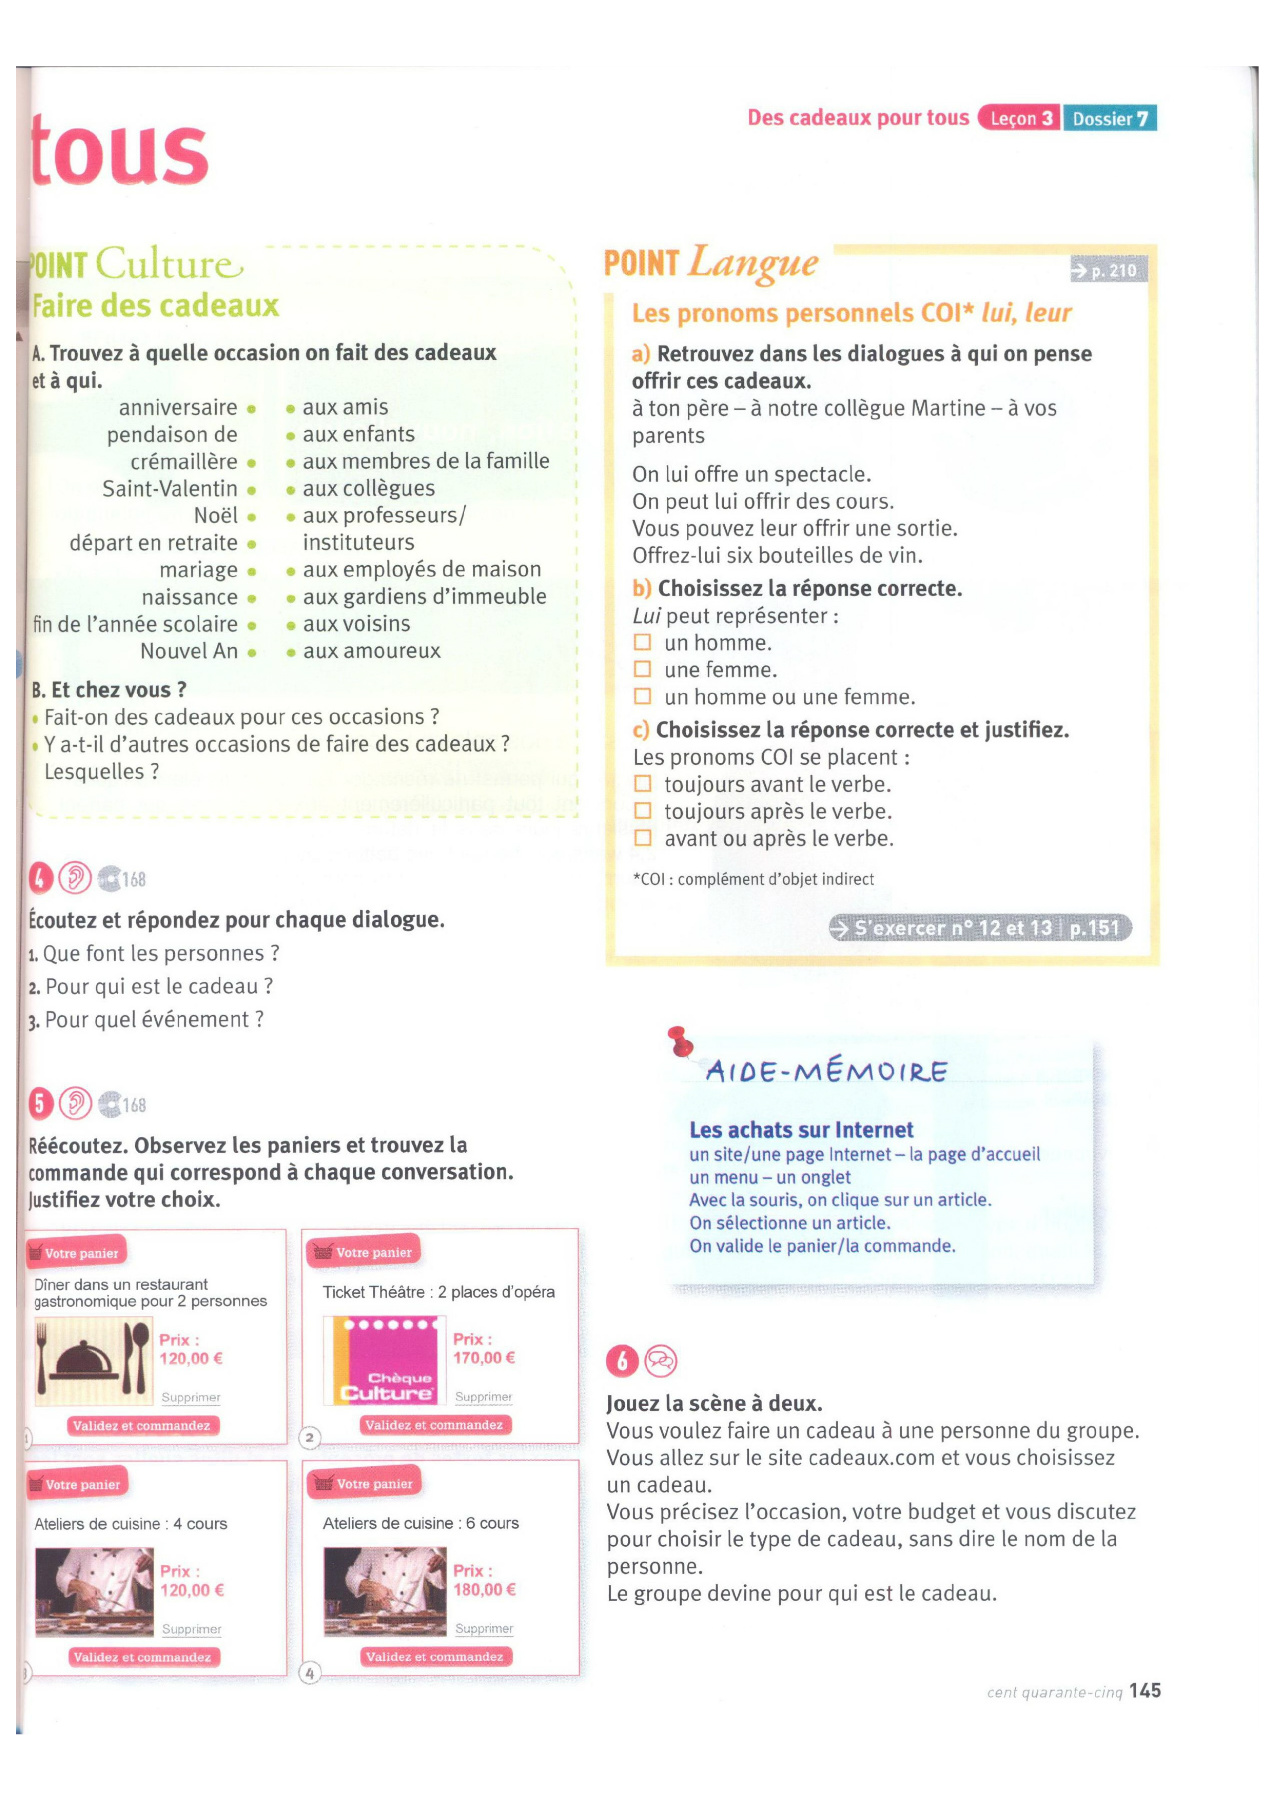 Des cadeaux pour tous Leçon 3 Dossier 7
tous
POINT Culture
Faire des cadeaux
A. Trouvez à quelle occasion on fait des cadeaux
et à qui.
anniversaire • • aux amis
pendaison de • aux enfants
crémaillère • • aux membres de la famille
Saint-Valentin • • aux collègues
Noël • • aux professeurs/
départ en retraite • instituteurs
mariage • • aux employés de maison
naissance • • aux gardiens d'immeuble
fin de l'année scolaire • • aux voisins
Nouvel An • • aux amoureux
B. Et chez vous ?
• Fait-on des cadeaux pour ces occasions ?
• Y a-t-il d'autres occasions de faire des cadeaux ?
Lesquelles ?
4 168
Écoutez et répondez pour chaque dialogue.
1. Que font les personnes ?
2. Pour qui est le cadeau ?
3. Pour quel événement ?
5 168
Réécoutez. Observez les paniers et trouvez la
commande qui correspond à chaque conversation.
Justifiez votre choix.
Votre panier
Dîner dans un restaurant
gastronomique pour 2 personnes
Prix :
120,00 €
Supprimer
Validez et commandez
1
Votre panier
Ticket Théâtre : 2 places d'opéra
Chèque
Culture
Prix :
170,00 €
Supprimer
Validez et commandez
2
Votre panier
Ateliers de cuisine : 4 cours
Prix :
120,00 €
Supprimer
Validez et commandez
3
Votre panier
Ateliers de cuisine : 6 cours
Prix :
180,00 €
Supprimer
Validez et commandez
4
POINT Langue
→ p. 210
Les pronoms personnels COI* lui, leur
a) Retrouvez dans les dialogues à qui on pense
offrir ces cadeaux.
à ton père – à notre collègue Martine – à vos
parents
On lui offre un spectacle.
On peut lui offrir des cours.
Vous pouvez leur offrir une sortie.
Offrez-lui six bouteilles de vin.
b) Choisissez la réponse correcte.
Lui peut représenter :
☐ un homme.
☐ une femme.
☐ un homme ou une femme.
c) Choisissez la réponse correcte et justifiez.
Les pronoms COI se placent :
☐ toujours avant le verbe.
☐ toujours après le verbe.
☐ avant ou après le verbe.
*COI : complément d'objet indirect
→ S'exercer n° 12 et 13 | p.151
AIDE-MÉMOIRE
Les achats sur Internet
un site/une page Internet – la page d'accueil
un menu – un onglet
Avec la souris, on clique sur un article.
On sélectionne un article.
On valide le panier/la commande.
6
Jouez la scène à deux.
Vous voulez faire un cadeau à une personne du groupe.
Vous allez sur le site cadeaux.com et vous choisissez
un cadeau.
Vous précisez l'occasion, votre budget et vous discutez
pour choisir le type de cadeau, sans dire le nom de la
personne.
Le groupe devine pour qui est le cadeau.
cent quarante-cinq 145